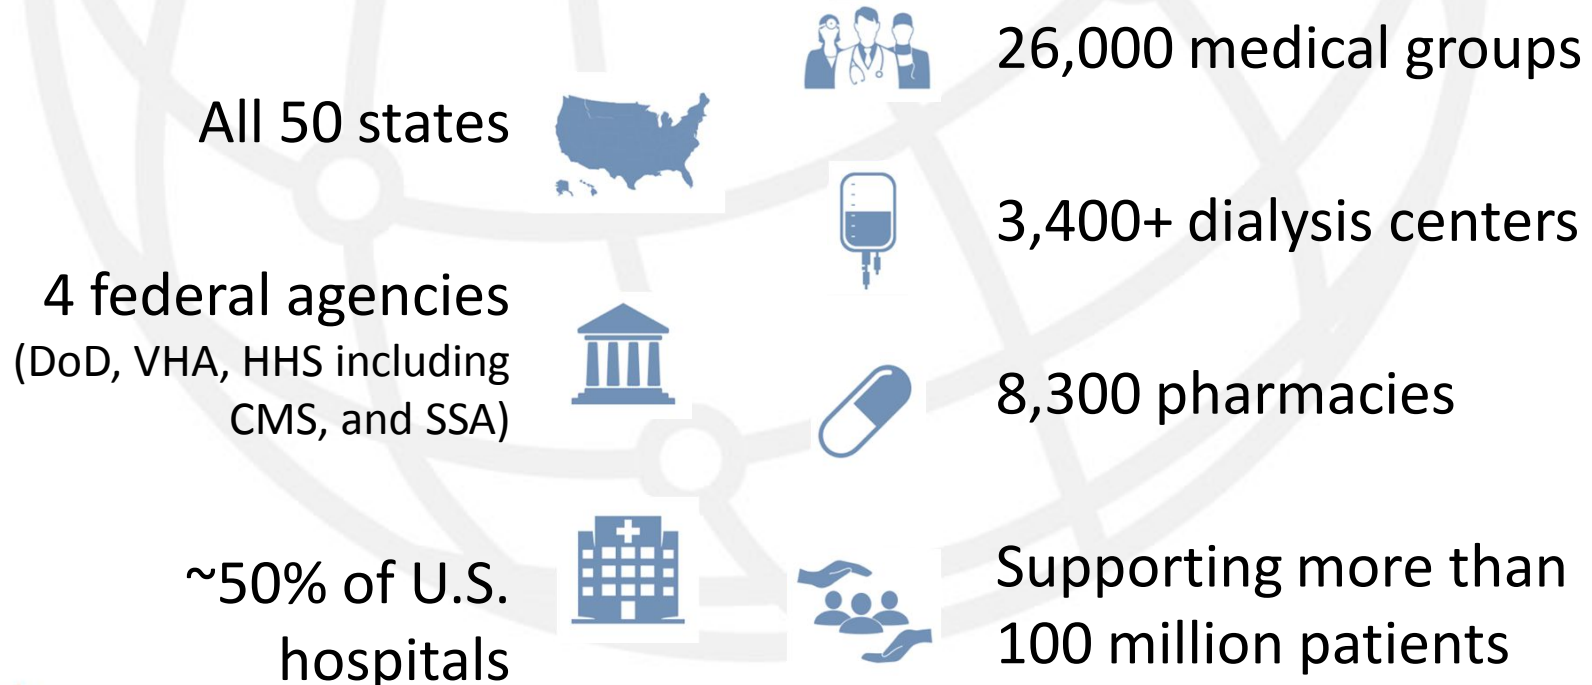 All 50 states
4 federal agencies
(DoD, VHA, HHS including
CMS, and SSA)
~50% of U.S.
hospitals
26,000 medical groups
3,400+ dialysis centers
8,300 pharmacies
Supporting more than
100 million patients